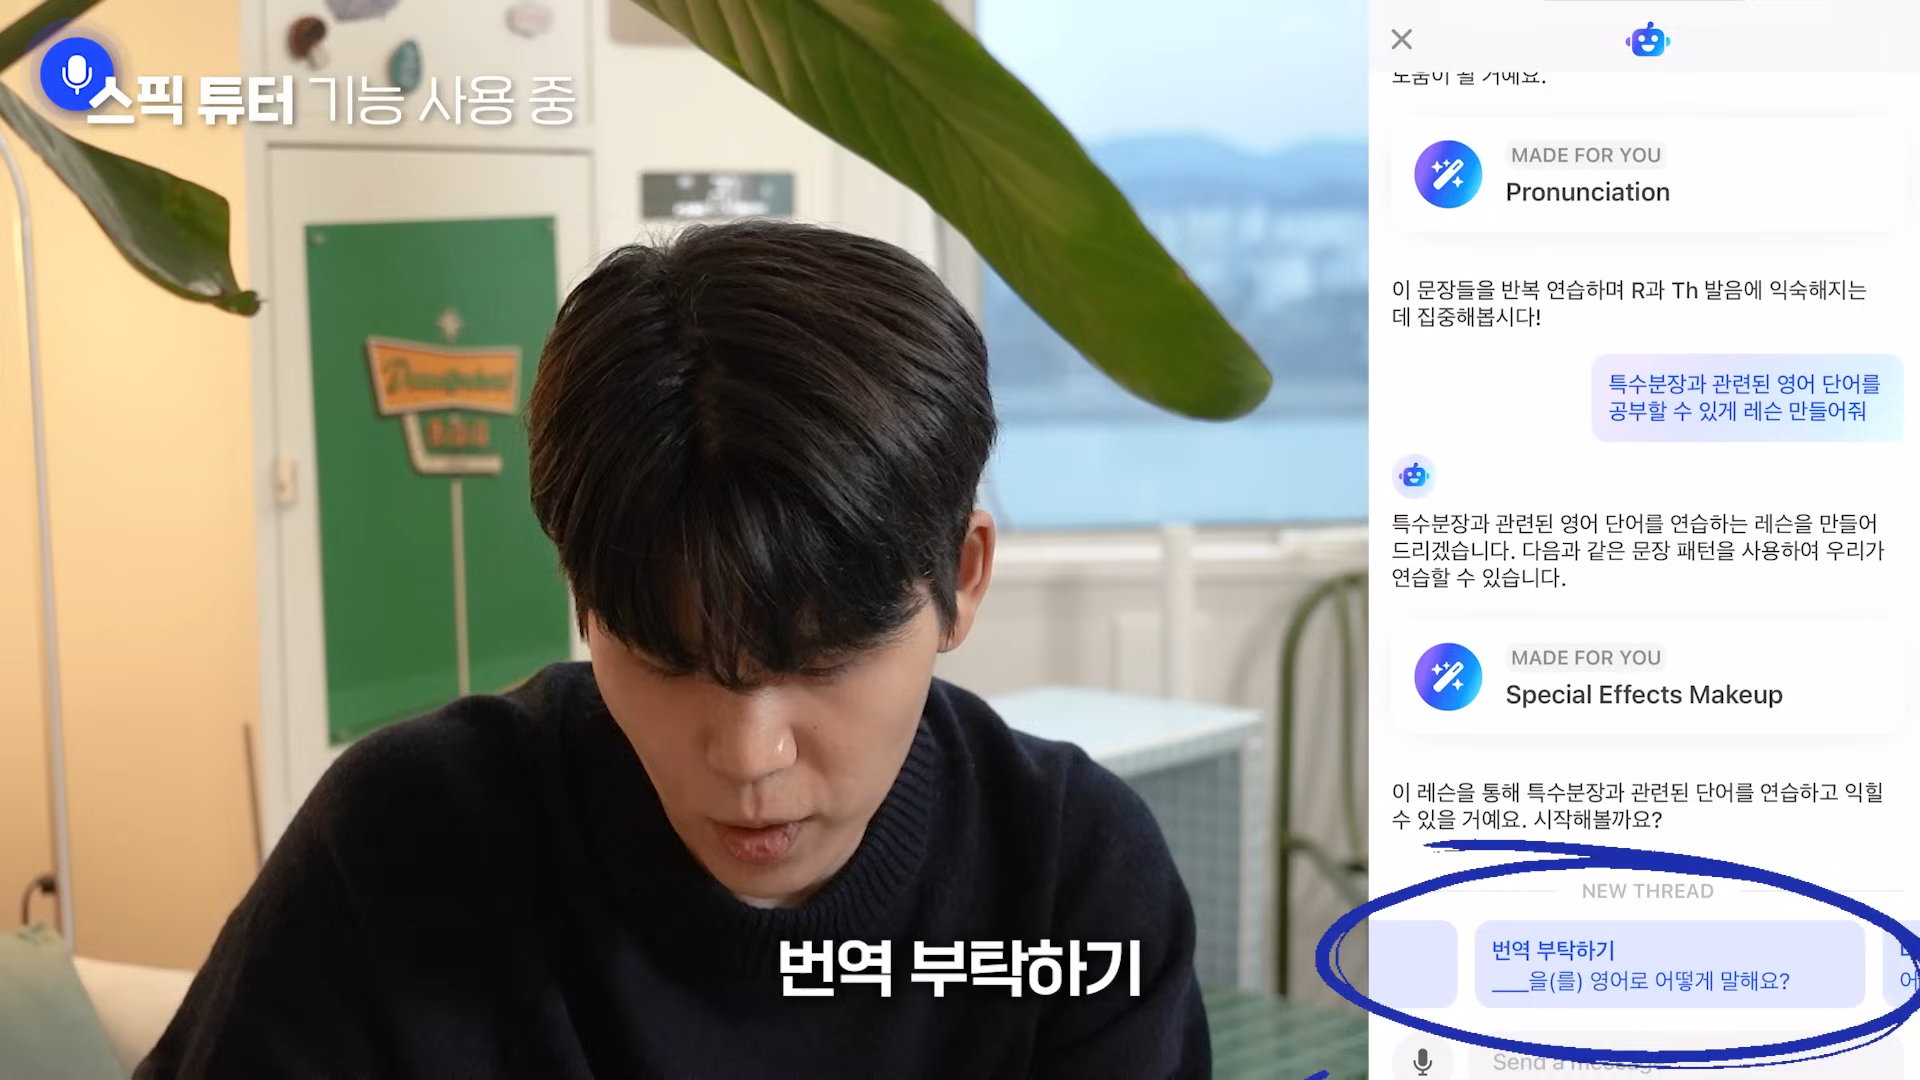 스픽 튜터 기능 사용 중
번역 부탁하기
도움이 될 거예요.
MADE FOR YOU
Pronunciation
이 문장들을 반복 연습하며 R과 Th 발음에 익숙해지는
데 집중해봅시다!
특수분장과 관련된 영어 단어를
공부할 수 있게 레슨 만들어줘
특수분장과 관련된 영어 단어를 연습하는 레슨을 만들어
드리겠습니다. 다음과 같은 문장 패턴을 사용하여 우리가
연습할 수 있습니다.
MADE FOR YOU
Special Effects Makeup
이 레슨을 통해 특수분장과 관련된 단어를 연습하고 익힐
수 있을 거예요. 시작해볼까요?
NEW THREAD
번역 부탁하기
___을(를) 영어로 어떻게 말해요?
어
Send a message